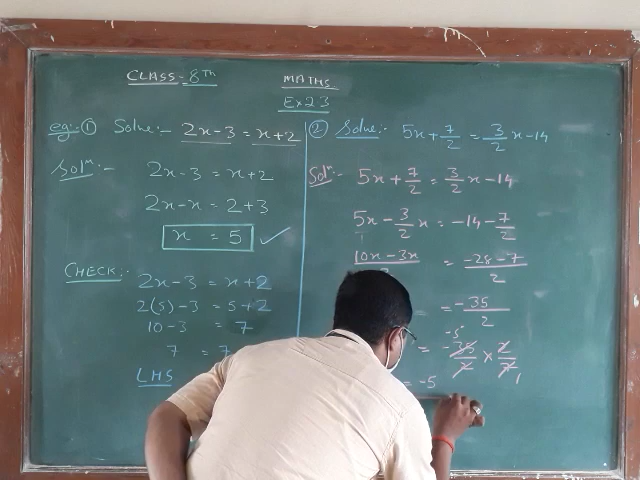 CLASS:- 8Th
MATHS
Ex 2.3
eg:- ① Solve:- 2x-3 = x+2
Solⁿ:- 2x-3 = x+2
2x-x = 2+3
x = 5 ✓
CHECK:-
2x-3 = x+2
2(5)-3 = 5+2
10-3 = 7
7 = 7
LHS
② Solve:- 5x+7/2 = 3/2 x-14
Solⁿ:- 5x+7/2 = 3/2 x-14
5x-3/2 x = -14-7/2
10x-3x = -28-7/2
= -35/2
-5
= -35/2 × 2/7
1
= -5